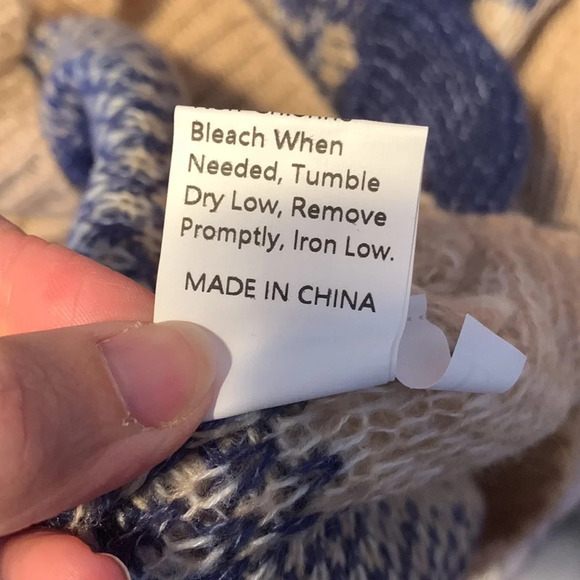 Bleach When
Needed, Tumble
Dry Low, Remove
Promptly, Iron Low.
MADE IN CHINA